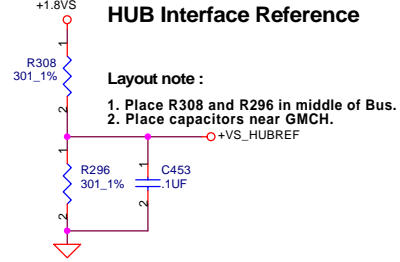 +1.8VS
HUB Interface Reference
1
R308
301_1%
2
Layout note :
1. Place R308 and R296 in middle of Bus.
2. Place capacitors near GMCH.
+VS_HUBREF
1
R296
301_1%
2
1
C453
.1UF
2